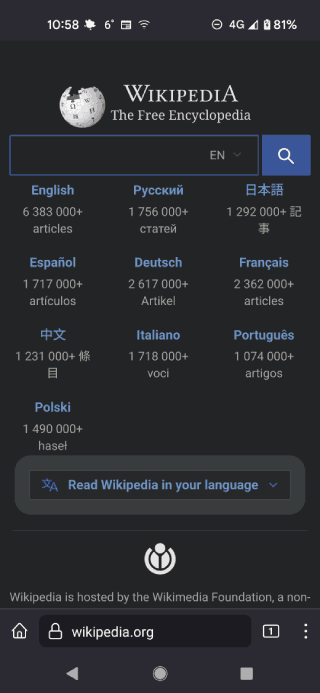 10:58 6° 4G 81%
WIKIPEDIA
The Free Encyclopedia
EN
English Русский 日本語
6 383 000+ 1 756 000+ 1 292 000+ 記
articles статей 事
Español Deutsch Français
1 717 000+ 2 617 000+ 2 362 000+
artículos Artikel articles
中文 Italiano Português
1 231 000+ 條 1 718 000+ 1 074 000+
目 voci artigos
Polski
1 490 000+
haseł
Read Wikipedia in your language
Wikipedia is hosted by the Wikimedia Foundation, a non-
wikipedia.org 1